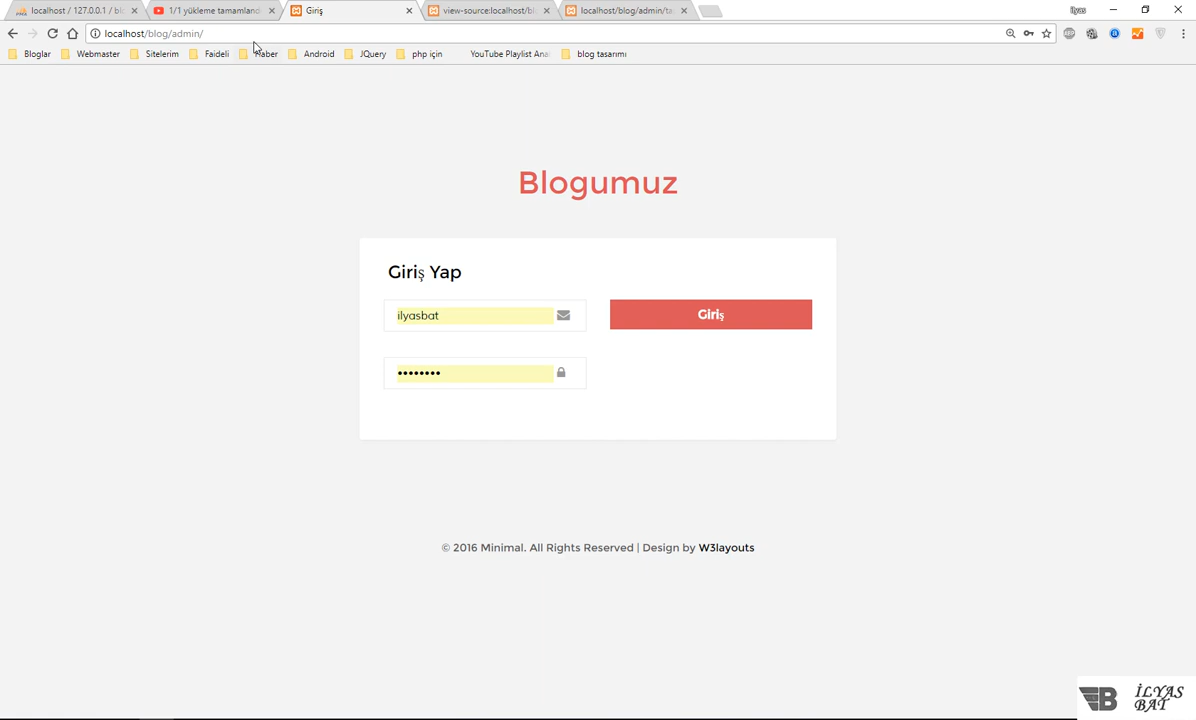 localhost / 127.0.0.1 / bl
1/1 yükleme tamamland
Giriş
view-source:localhost/bl
localhost/blog/admin/ta
ilyas
localhost/blog/admin/
Bloglar
Webmaster
Sitelerim
Faideli
Haber
Android
JQuery
php için
YouTube Playlist Ana
blog tasarımı
Blogumuz
Giriş Yap
ilyasbat
Giriş
© 2016 Minimal. All Rights Reserved | Design by W3layouts
İLYAS
BAT